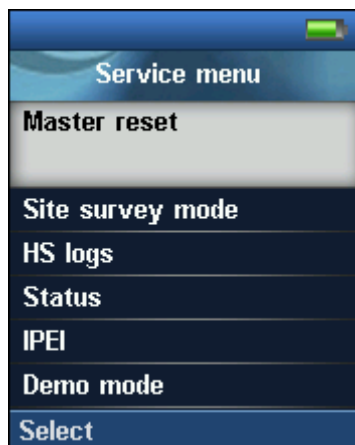 Service menu
Master reset
Site survey mode
HS logs
Status
IPEI
Demo mode
Select